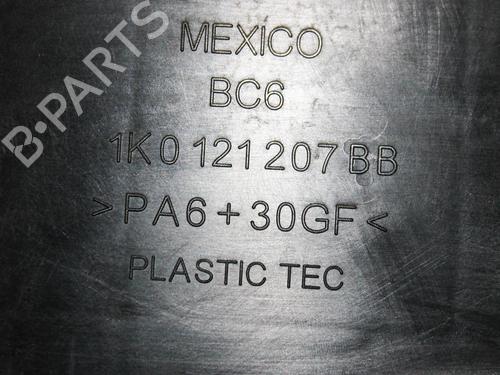 MEXICO
BC6
1K0 121 207 BB
>PA6+30GF<
PLASTIC TEC
B-PARTS